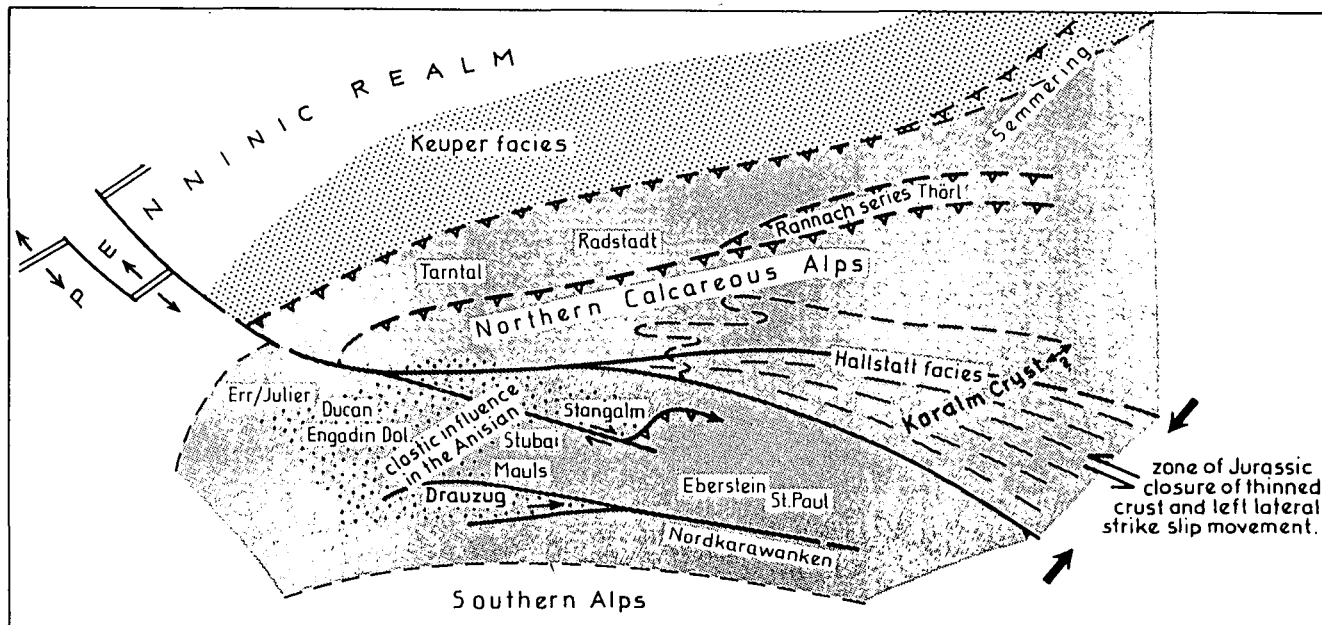 Z NNINIC REALM
Keuper facies
Semmering
Rannach series Thörl
Radstadt
Tarntal
Northern Calcareous Alps
E
P
Hallstatt facies
Koralm Cryst. ?
Err/Julier
Ducan
Engadin Dol.
clastic influence
in the Anisian
Stangalm
Stubai
Mauls
Drauzug
Eberstein
St.Paul
Nordkarawanken
zone of Jurassic
closure of thinned
crust and left lateral
strike slip movement.
Southern Alps